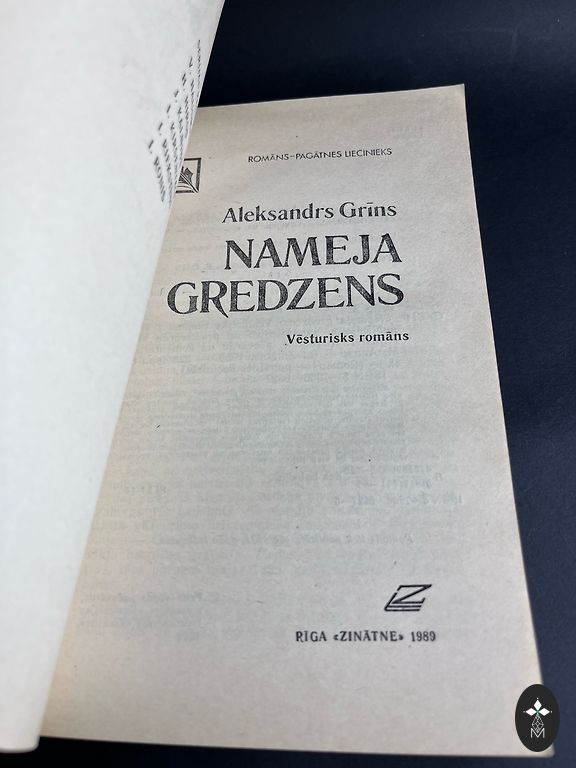 ROMĀNS—PAGĀTNES LIECINIEKS
Aleksandrs Grīns
NAMEJA
GREDZENS
Vēsturisks romāns
RĪGA «ZINĀTNE» 1989